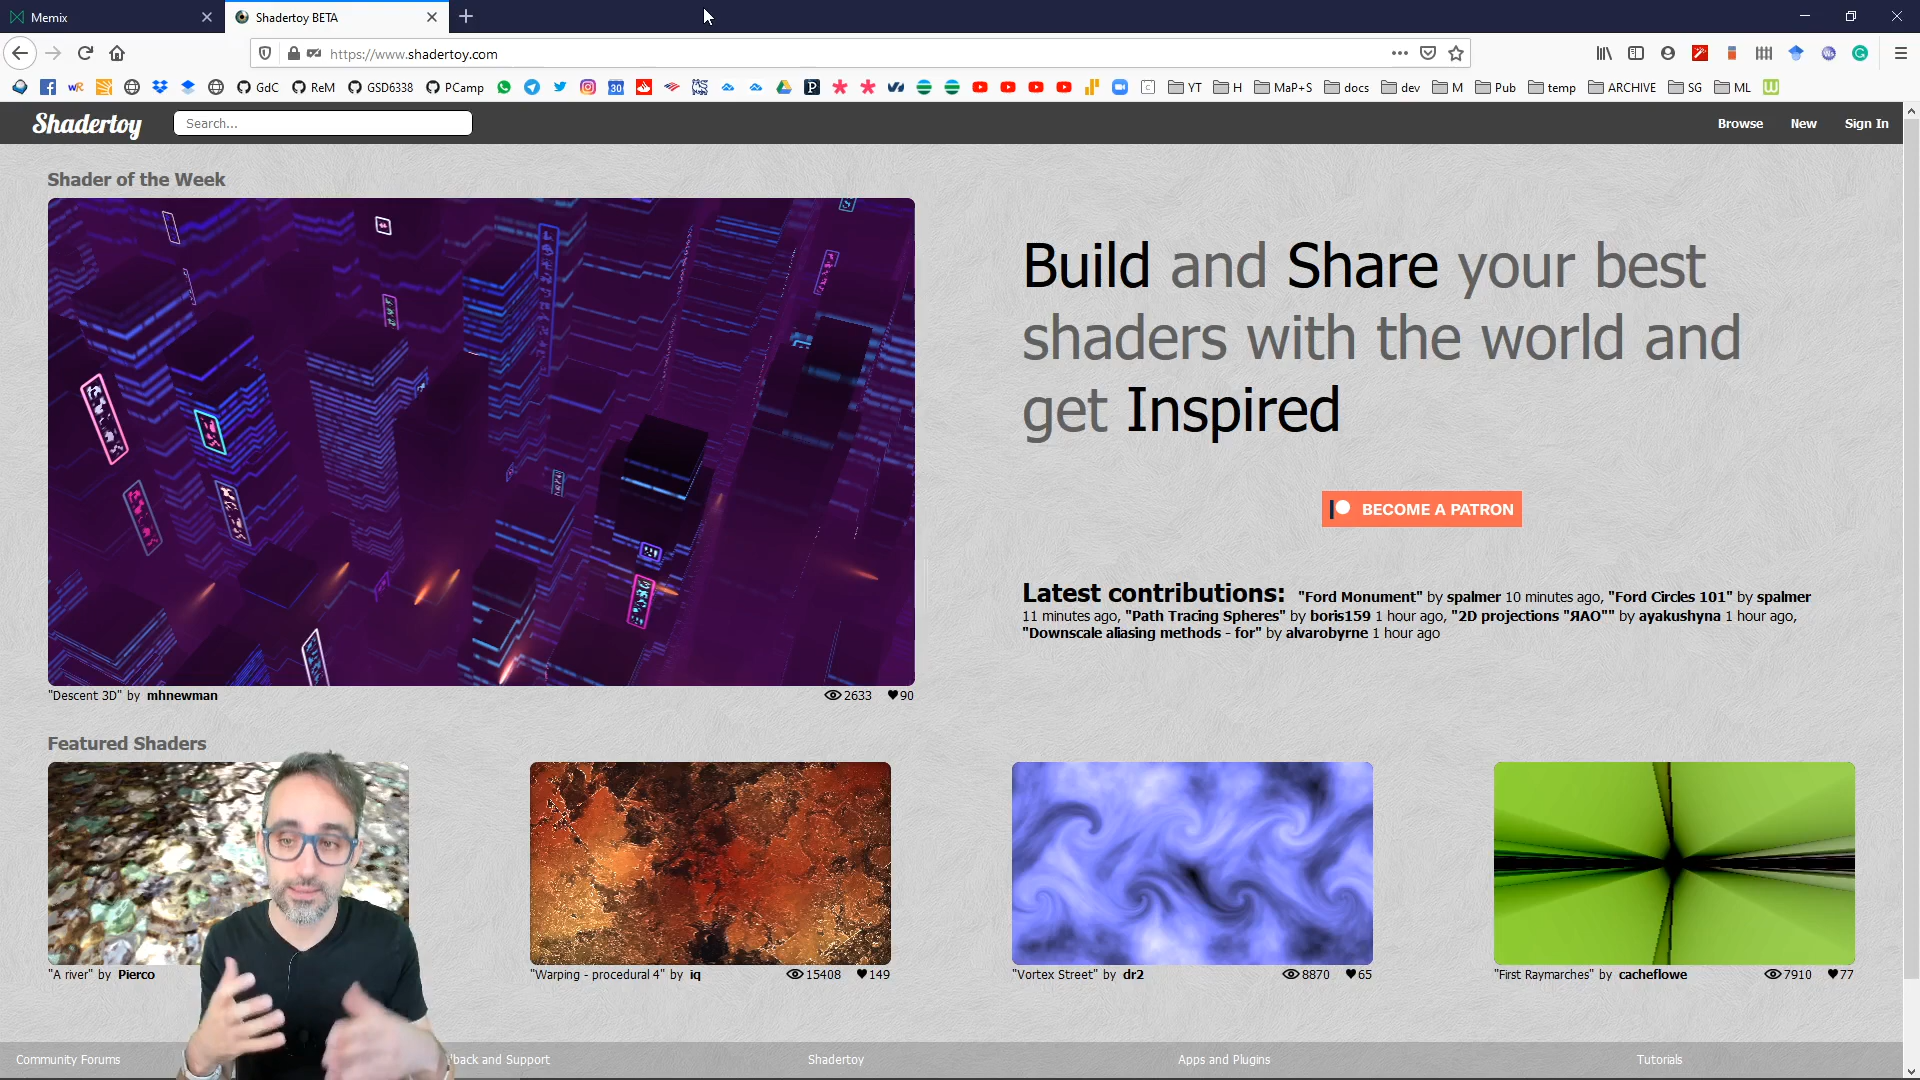 Memix
Shadertoy BETA
https://www.shadertoy.com
GdC
ReM
GSD6338
PCamp
YT
H
MaP+S
docs
dev
M
Pub
temp
ARCHIVE
SG
ML
Shadertoy
Search...
Browse
New
Sign In
Shader of the Week
"Descent 3D" by mhnewman
2633
90
Build and Share your best
shaders with the world and
get Inspired
BECOME A PATRON
Latest contributions: "Ford Monument" by spalmer 10 minutes ago, "Ford Circles 101" by spalmer
11 minutes ago, "Path Tracing Spheres" by boris159 1 hour ago, "2D projections "ЯAO"" by ayakushyna 1 hour ago,
"Downscale aliasing methods - for" by alvarobyrne 1 hour ago
Featured Shaders
"A river" by Pierco
"Warping - procedural 4" by iq
15408
149
"Vortex Street" by dr2
8870
65
"First Raymarches" by cacheflowe
7910
77
Community Forums
back and Support
Shadertoy
Apps and Plugins
Tutorials